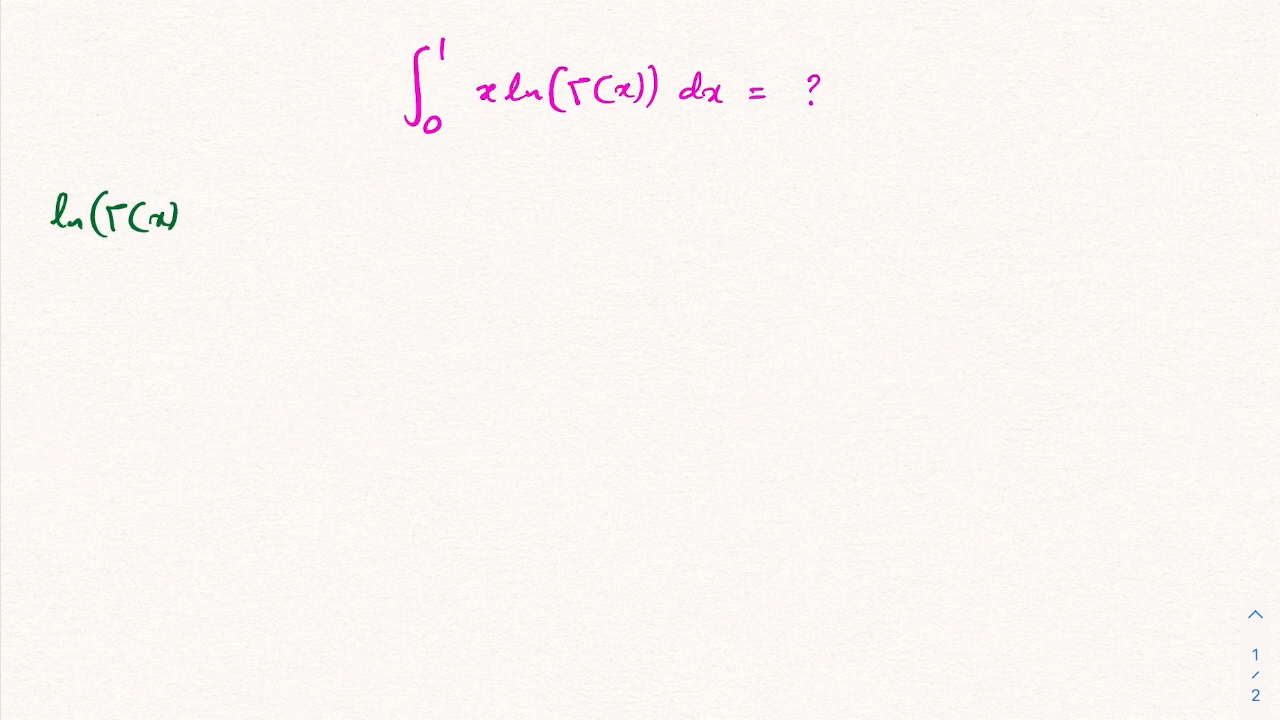 ∫₀¹ x ln(Γ(x)) dx = ?
ln(Γ(x)
1
/
2